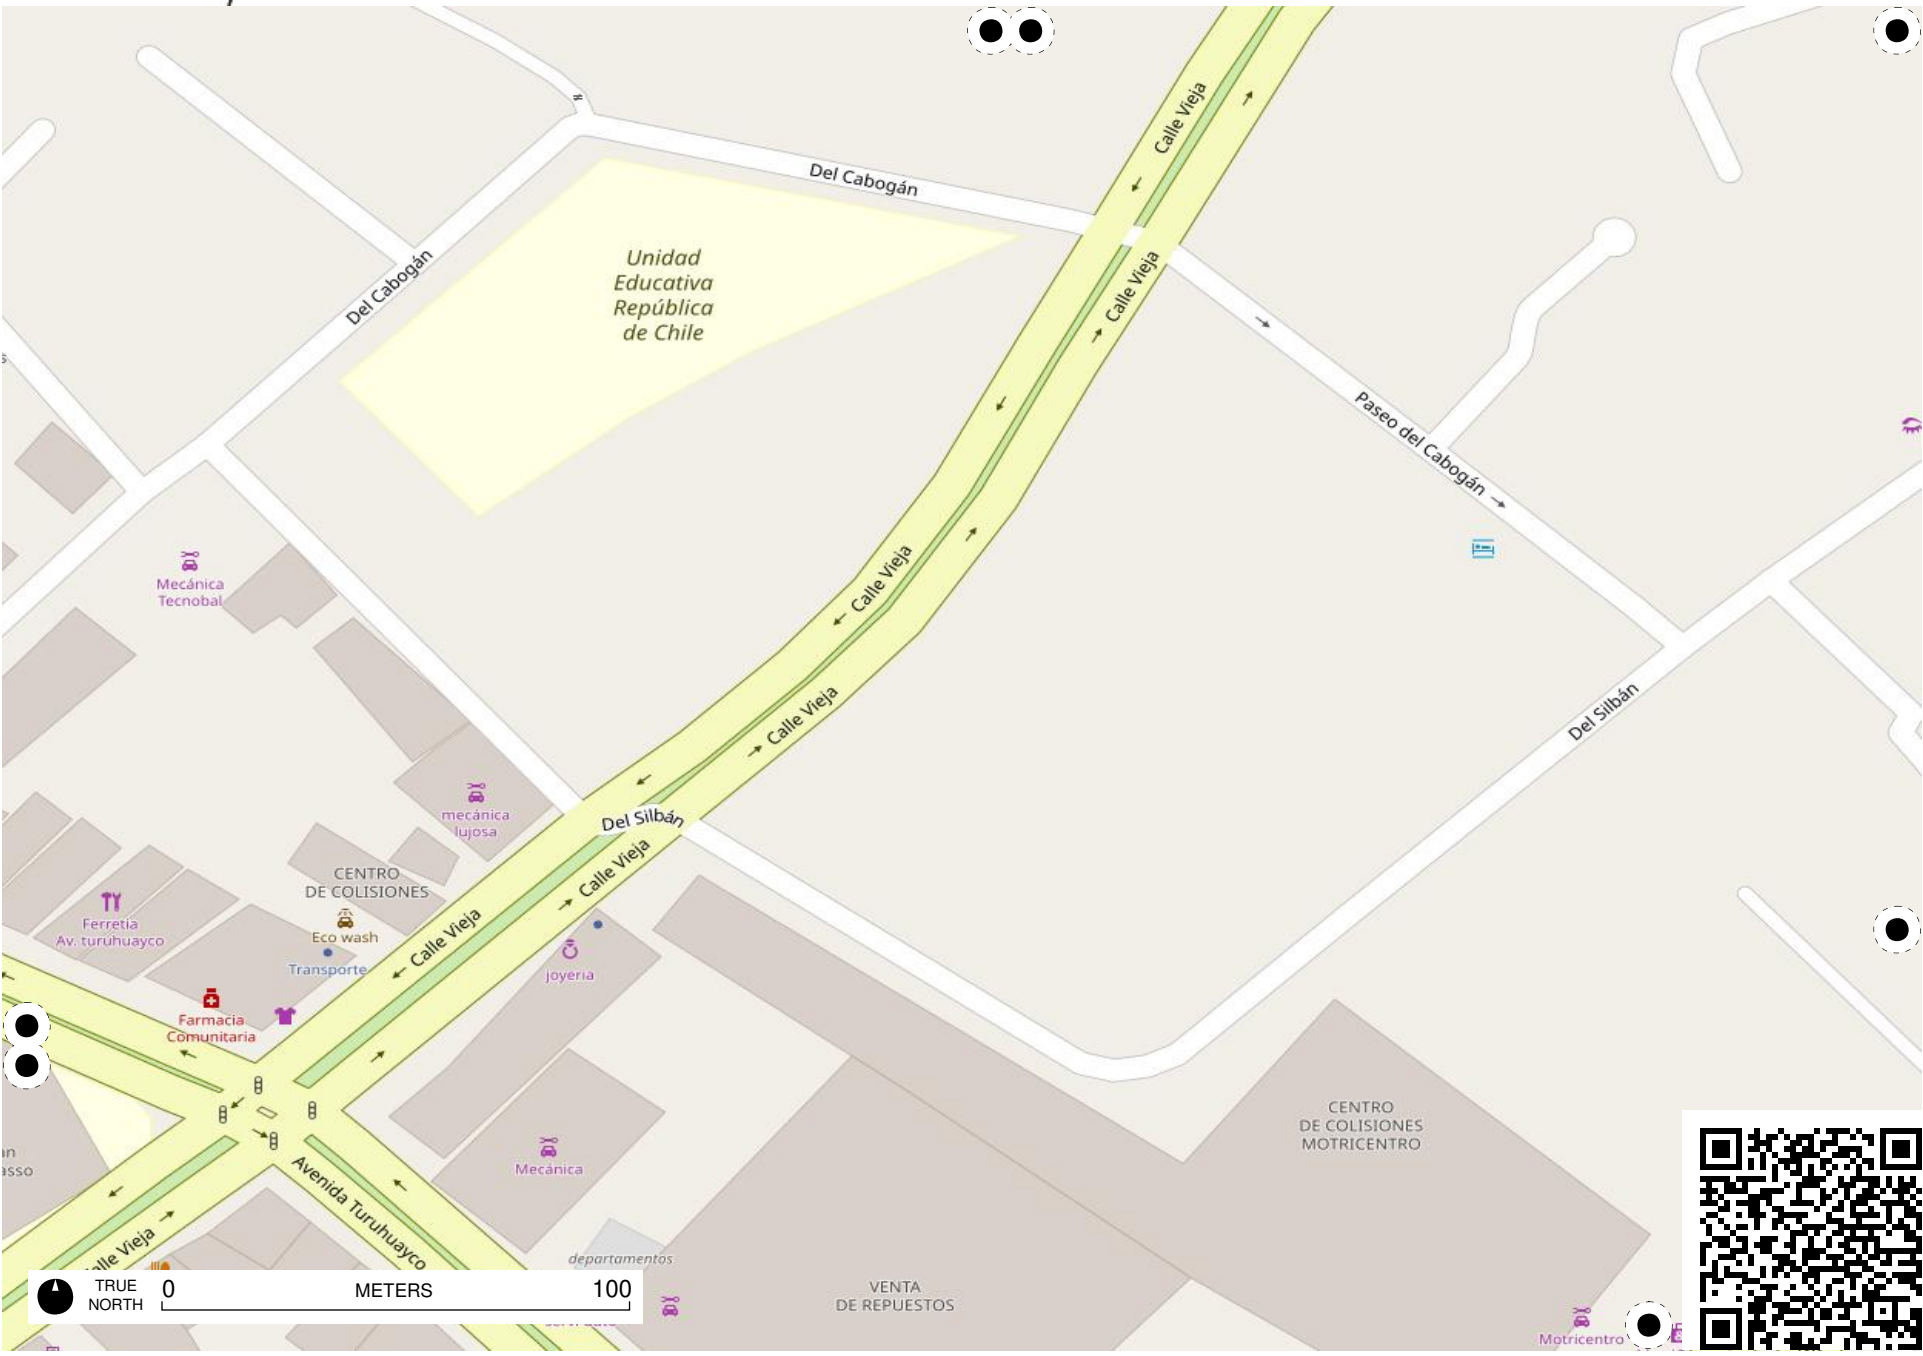 Calle Vieja
Del Cabogán
Unidad
Educativa
República
de Chile
Del Cabogán
Calle Vieja
Paseo del Cabogán
Mecánica
Tecnobal
Calle Vieja
Calle Vieja
Del Silbán
mecánica
lujosa
Del Silbán
Calle Vieja
CENTRO
DE COLISIONES
Ferretia
Av. turuhuayco
Eco wash
Calle Vieja
Transporte
joyeria
Farmacia
Comunitaria
CENTRO
DE COLISIONES
MOTRICENTRO
an
asso
Mecánica
Avenida Turuhuayco
alle Vieja
departamentos
VENTA
DE REPUESTOS
TRUE
NORTH
0 METERS 100
Motricentro